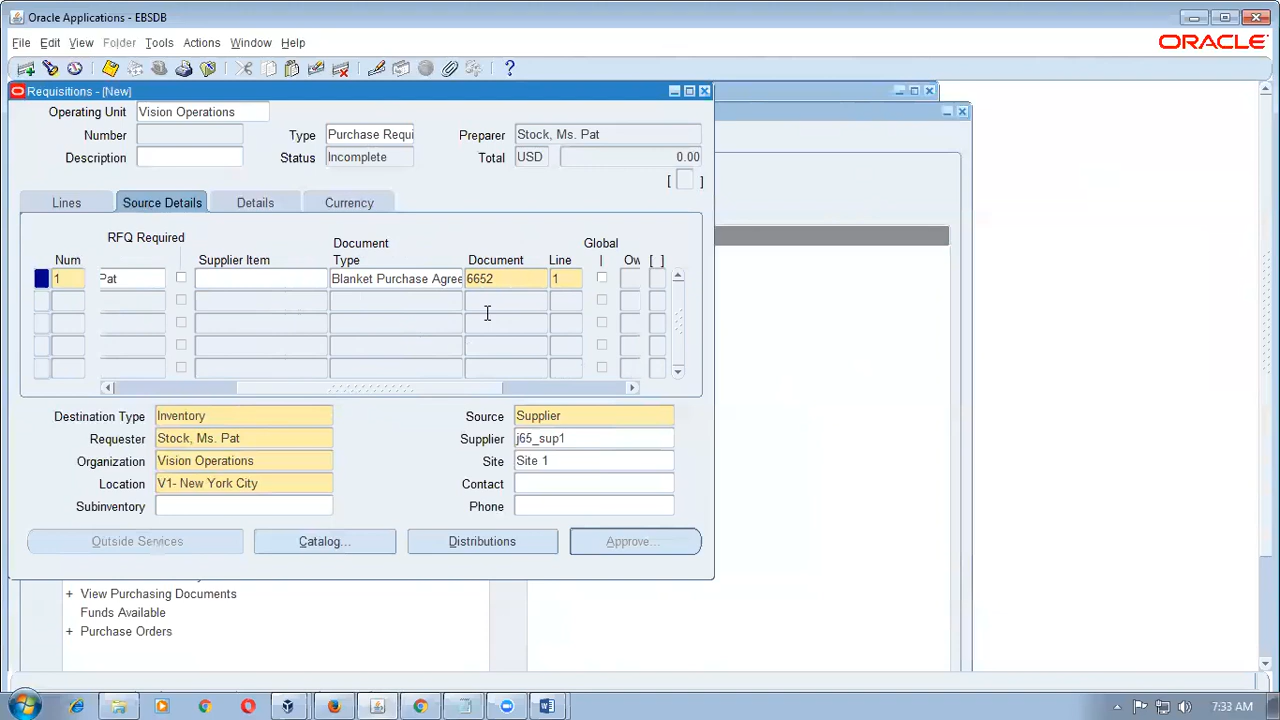 Oracle Applications - EBSDB
File Edit View Folder Tools Actions Window Help
ORACLE
Requisitions - [New]
Operating Unit Vision Operations
Number Type Purchase Requi Preparer Stock, Ms. Pat
Description Status Incomplete Total USD 0.00
[ ]
Lines Source Details Details Currency
RFQ Required Document Global
Num Supplier Item Type Document Line | Ow [ ]
1 Pat Blanket Purchase Agree 6652 1
Destination Type Inventory Source Supplier
Requester Stock, Ms. Pat Supplier j65_sup1
Organization Vision Operations Site Site 1
Location V1- New York City Contact
Subinventory Phone
Outside Services Catalog... Distributions Approve...
+ View Purchasing Documents
Funds Available
+ Purchase Orders
7:33 AM